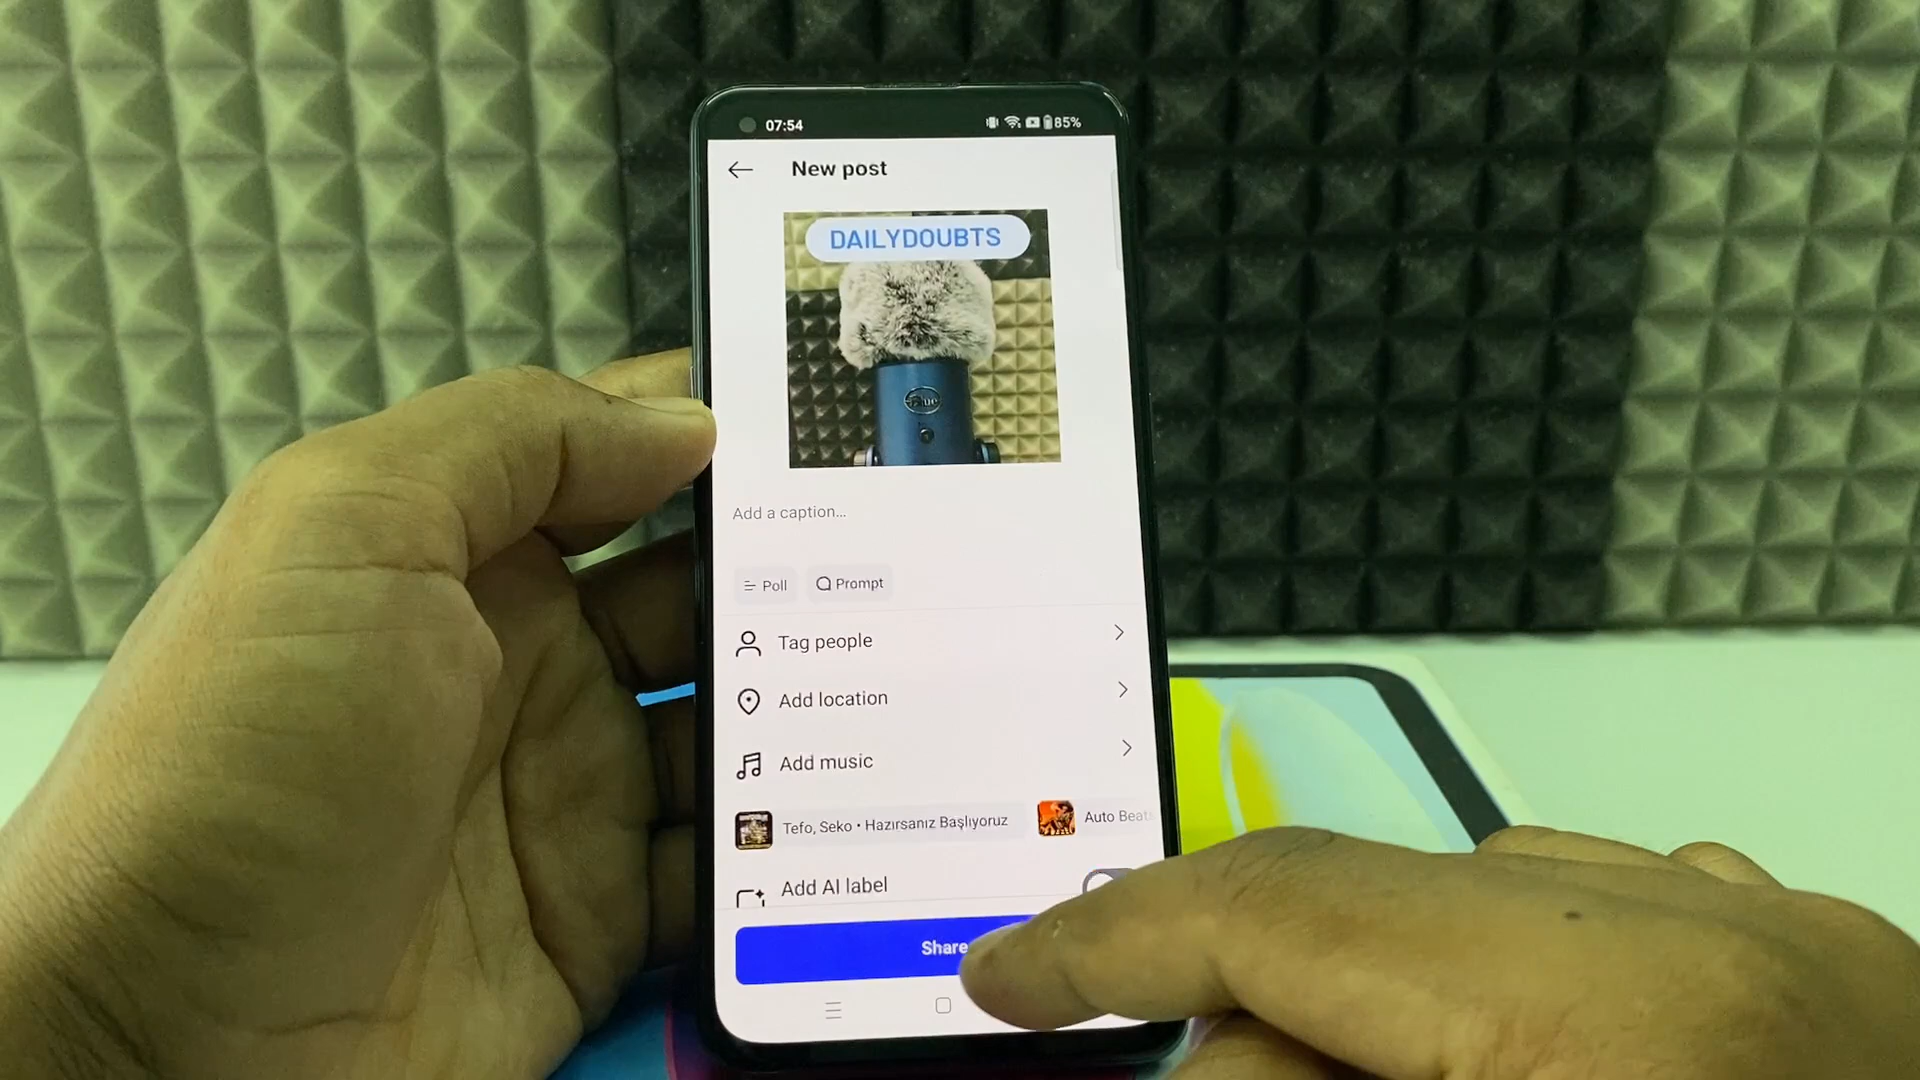 07:54
85%
New post
DAILYDOUBTS
Blue
Add a caption...
Poll
Prompt
Tag people
Add location
Add music
Tefo, Seko • Hazırsanız Başlıyoruz
Auto Beats
Add AI label
Share